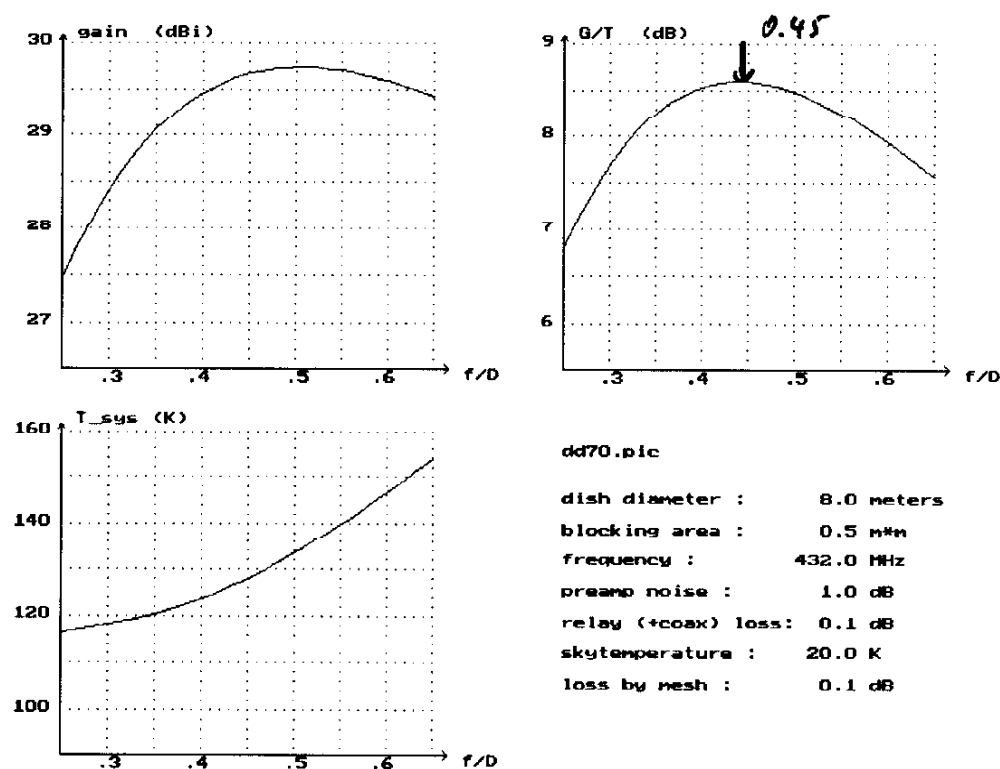 gain (dBi)
30
29
28
27
.3 .4 .5 .6 f/D
G/T (dB)
0.45
9
8
7
6
.3 .4 .5 .6 f/D
T_sys (K)
160
140
120
100
.3 .4 .5 .6 f/D
dd70.pic
dish diameter : 8.0 meters
blocking area : 0.5 m*m
frequency : 432.0 MHz
preamp noise : 1.0 dB
relay (+coax) loss: 0.1 dB
skytemperature : 20.0 K
loss by mesh : 0.1 dB